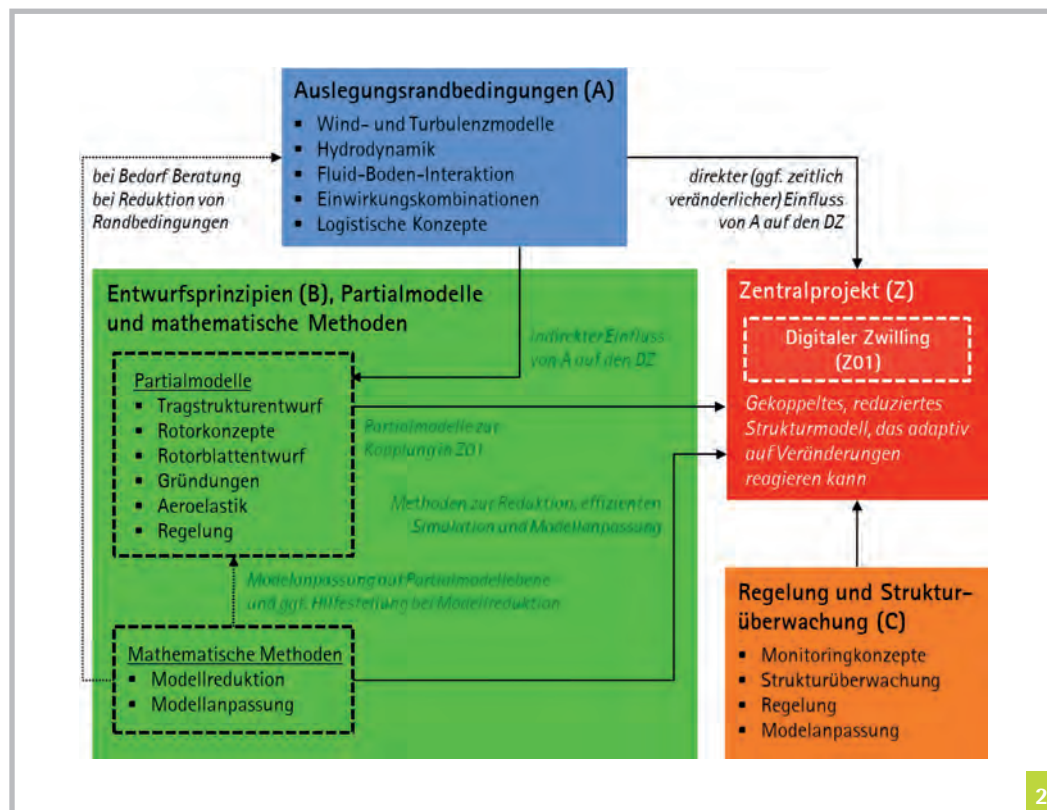 Auslegungsrandbedingungen (A)
▪ Wind- und Turbulenzmodelle
▪ Hydrodynamik
▪ Fluid-Boden-Interaktion
▪ Einwirkungskombinationen
▪ Logistische Konzepte
bei Bedarf Beratung
bei Reduktion von
Randbedingungen
direkter (ggf. zeitlich
veränderlicher) Einfluss
von A auf den DZ
Entwurfsprinzipien (B), Partialmodelle
und mathematische Methoden
indirekter Einfluss
von A auf den DZ
Partialmodelle
▪ Tragstrukturentwurf
▪ Rotorkonzepte
▪ Rotorblattentwurf
▪ Gründungen
▪ Aeroelastik
▪ Regelung
Partialmodelle zur
Kopplung in Z01
Methoden zur Reduktion, effizienten
Simulation und Modellanpassung
Modelanpassung auf Partialmodellebene
und ggf. Hilfestellung bei Modellreduktion
Mathematische Methoden
▪ Modellreduktion
▪ Modellanpassung
Zentralprojekt (Z)
Digitaler Zwilling
(Z01)
Gekoppeltes, reduziertes
Strukturmodell, das adaptiv
auf Veränderungen
reagieren kann
Regelung und Struktur-
überwachung (C)
▪ Monitoringkonzepte
▪ Strukturüberwachung
▪ Regelung
▪ Modelanpassung
2